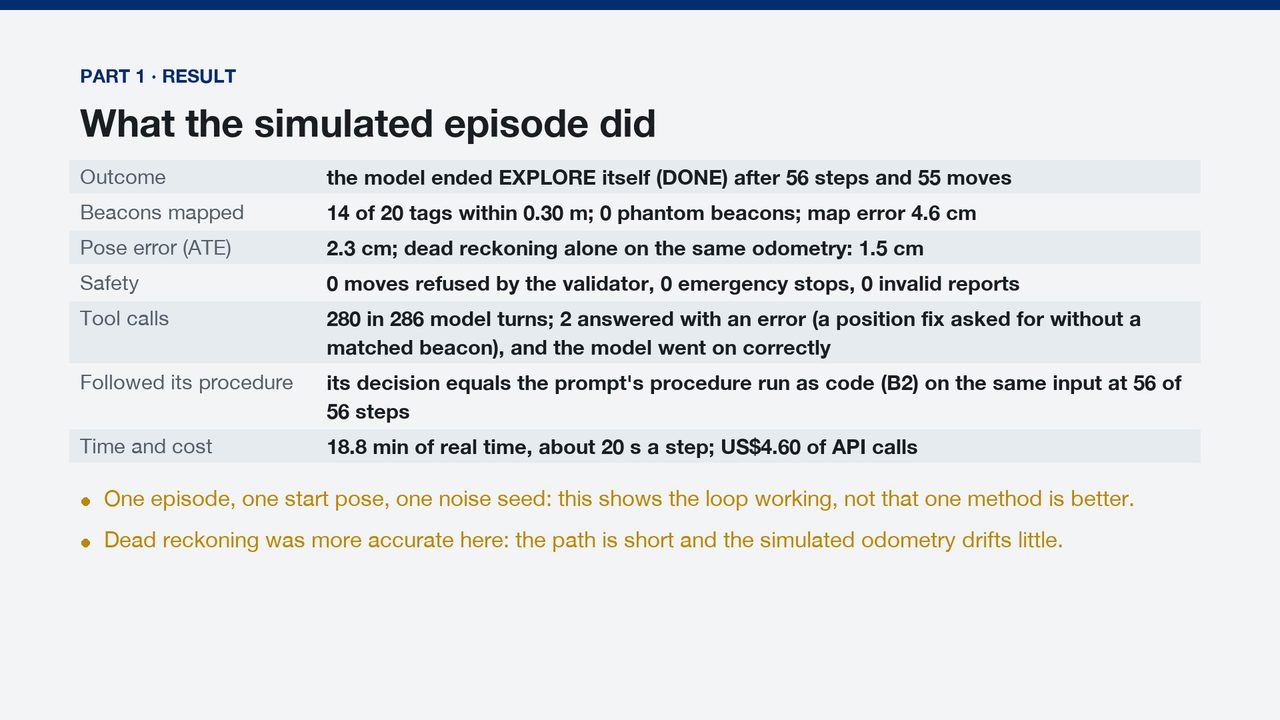 PART 1 · RESULT
What the simulated episode did
Outcome the model ended EXPLORE itself (DONE) after 56 steps and 55 moves
Beacons mapped 14 of 20 tags within 0.30 m; 0 phantom beacons; map error 4.6 cm
Pose error (ATE) 2.3 cm; dead reckoning alone on the same odometry: 1.5 cm
Safety 0 moves refused by the validator, 0 emergency stops, 0 invalid reports
Tool calls 280 in 286 model turns; 2 answered with an error (a position fix asked for without a
matched beacon), and the model went on correctly
Followed its procedure its decision equals the prompt's procedure run as code (B2) on the same input at 56 of
56 steps
Time and cost 18.8 min of real time, about 20 s a step; US$4.60 of API calls
• One episode, one start pose, one noise seed: this shows the loop working, not that one method is better.
• Dead reckoning was more accurate here: the path is short and the simulated odometry drifts little.